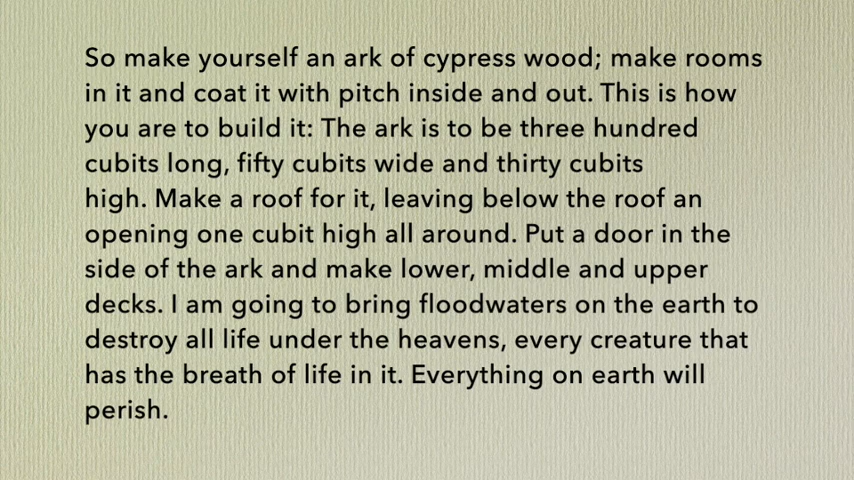 So make yourself an ark of cypress wood; make rooms
in it and coat it with pitch inside and out. This is how
you are to build it: The ark is to be three hundred
cubits long, fifty cubits wide and thirty cubits
high. Make a roof for it, leaving below the roof an
opening one cubit high all around. Put a door in the
side of the ark and make lower, middle and upper
decks. I am going to bring floodwaters on the earth to
destroy all life under the heavens, every creature that
has the breath of life in it. Everything on earth will
perish.